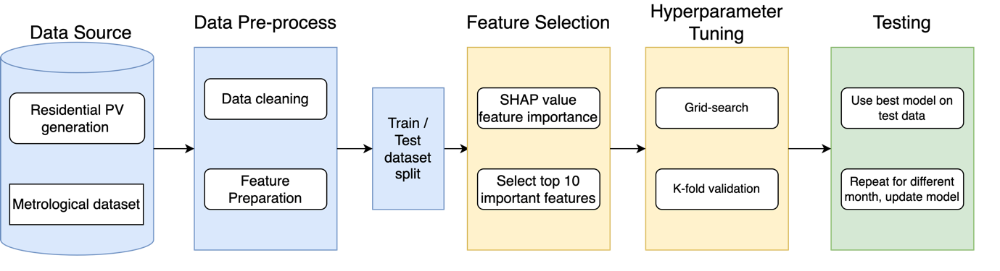 Data Source
Residential PV
generation
Metrological dataset
Data Pre-process
Data cleaning
Feature
Preparation
Train /
Test
dataset
split
Feature Selection
SHAP value
feature importance
Select top 10
important features
Hyperparameter
Tuning
Grid-search
K-fold validation
Testing
Use best model on
test data
Repeat for different
month, update model